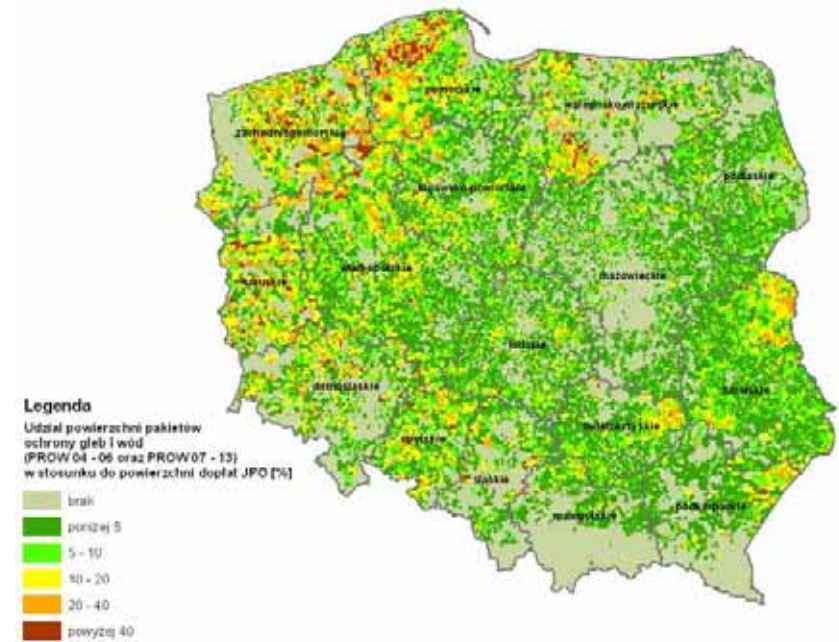 pomorskie
warmińsko-mazurskie
zachodniopomorskie
podlaskie
kujawsko-pomorskie
wielkopolskie
mazowieckie
lubuskie
łódzkie
dolnośląskie
lubelskie
opolskie
świętokrzyskie
śląskie
podkarpackie
małopolskie
Legenda
Udział powierzchni pakietów
ochrony gleb i wód
(PROW 04 - 06 oraz PROW 07 - 13)
w stosunku do powierzchni dopłat JPO [%]
brak
poniżej 5
5 - 10
10 - 20
20 - 40
powyżej 40